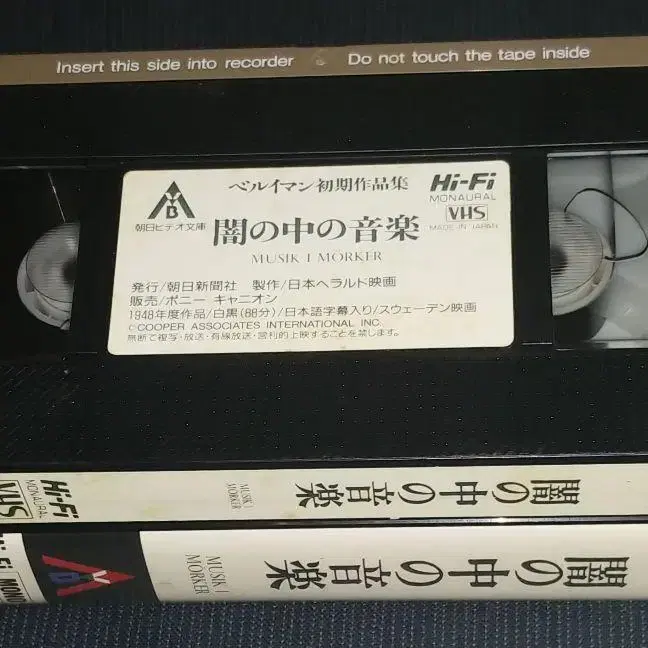 Insert this side into recorder Do not touch the tape inside
ベルイマン初期作品集
Hi-Fi
MONAURAL
VHS
MADE IN JAPAN
AVB
朝日ビデオ文庫
闇の中の音楽
MUSIK I MÖRKER
発行/朝日新聞社 製作/日本ヘラルド映画
販売/ポニー キャニオン
1948年度作品/白黒(88分)/日本語字幕入り/スウェーデン映画
©COOPER ASSOCIATES INTERNATIONAL INC.
無断で複写・放送・有線放送・営利的上映することを禁じます。
Hi-Fi
MONAURAL
VHS
MUSIK I
MÖRKER
闇の中の音楽
Hi-Fi MONO
AVB
MUSIK I
MÖRKER
闇の中の音楽